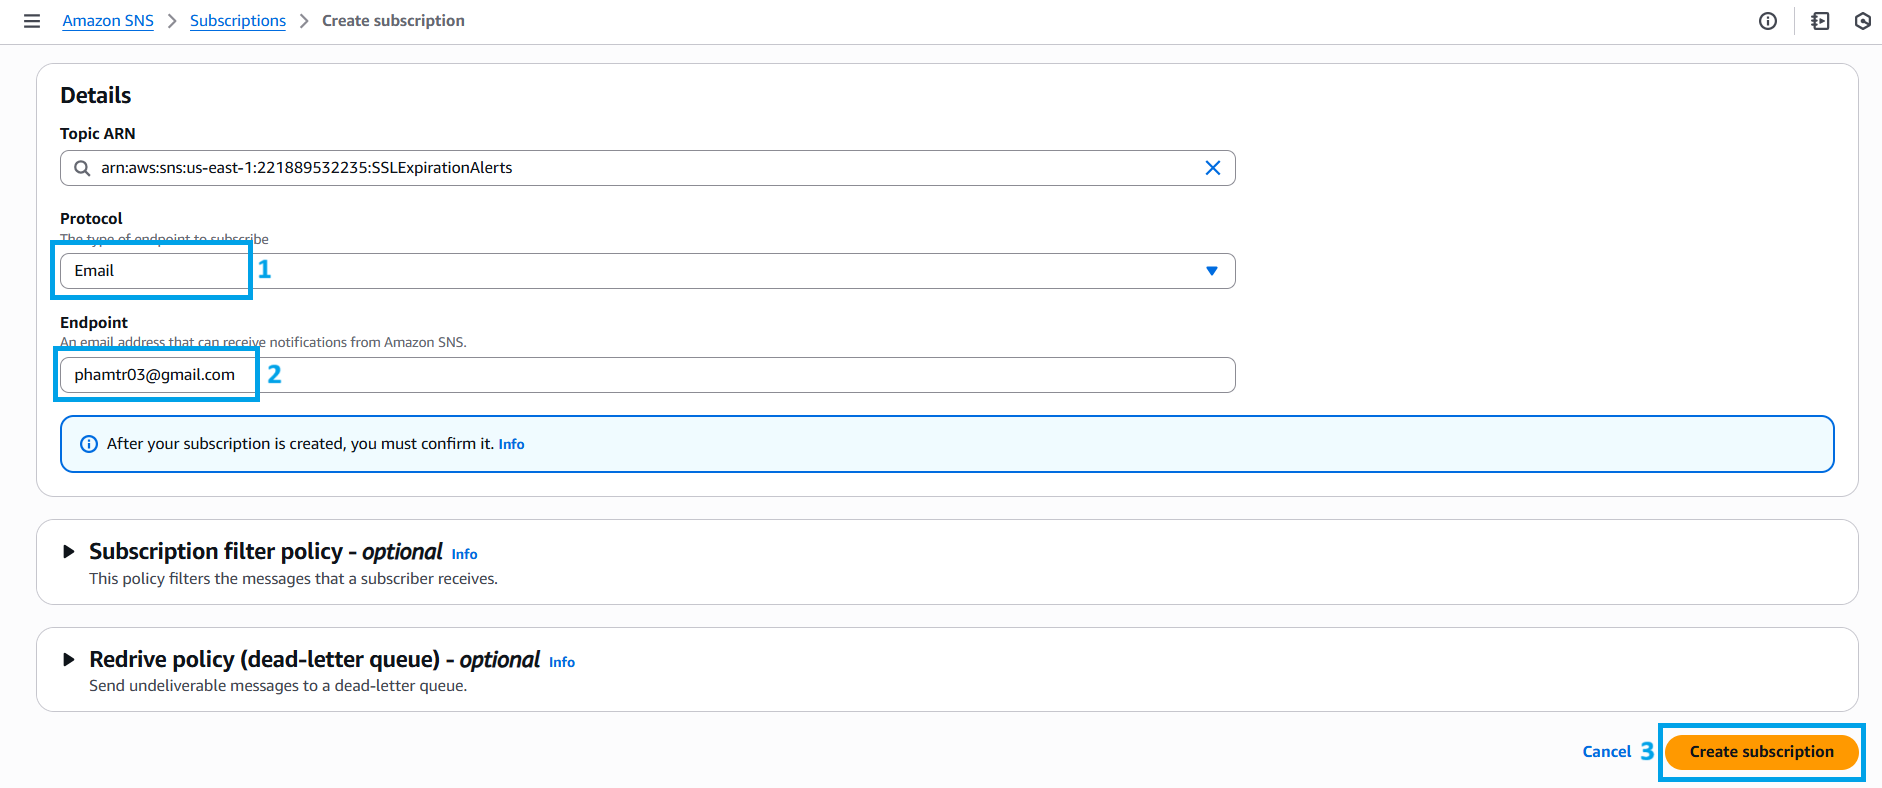 Amazon SNS > Subscriptions > Create subscription
Details
Topic ARN
arn:aws:sns:us-east-1:221889532235:SSLExpirationAlerts
Protocol
The type of endpoint to subscribe
Email 1
Endpoint
An email address that can receive notifications from Amazon SNS.
phamtr03@gmail.com 2
After your subscription is created, you must confirm it. Info
Subscription filter policy - optional Info
This policy filters the messages that a subscriber receives.
Redrive policy (dead-letter queue) - optional Info
Send undeliverable messages to a dead-letter queue.
Cancel 3 Create subscription